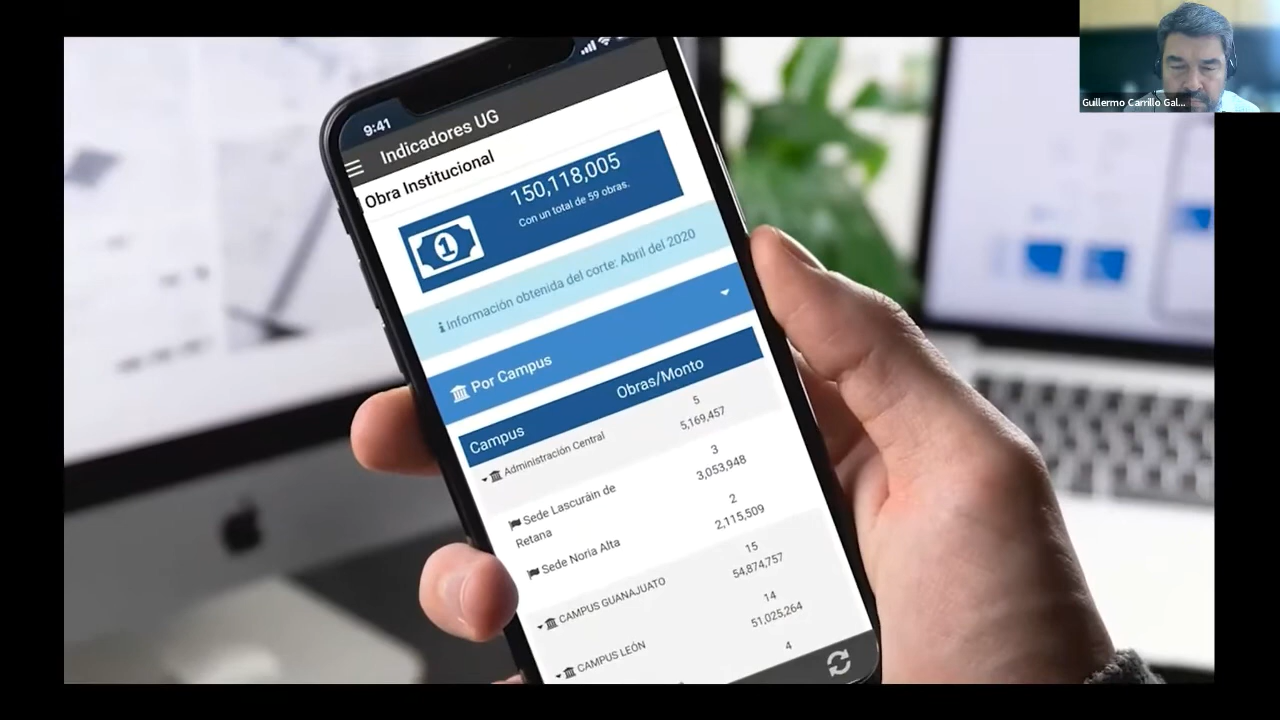 Guillermo Carrillo Gal...
9:41
Indicadores UG
Obra Institucional
150,118,005
Con un total de 59 obras.
1
Información obtenida del corte: Abril del 2020
Por Campus
Campus Obras/Monto
Administración Central 5
5,169,457
Sede Lascuráin de
Retana 3
3,053,948
Sede Noria Alta 2
2,115,509
CAMPUS GUANAJUATO 15
54,874,757
CAMPUS LEÓN 14
51,025,264
4